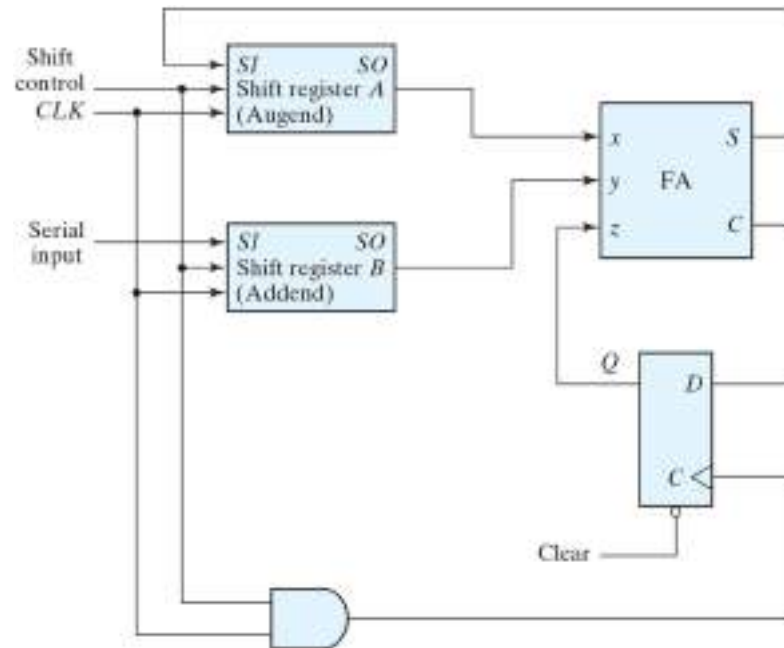 Shift
control
CLK
SI SO
Shift register A
(Augend)
x S
y FA
z C
Serial
input
SI SO
Shift register B
(Addend)
Q
D
C
Clear